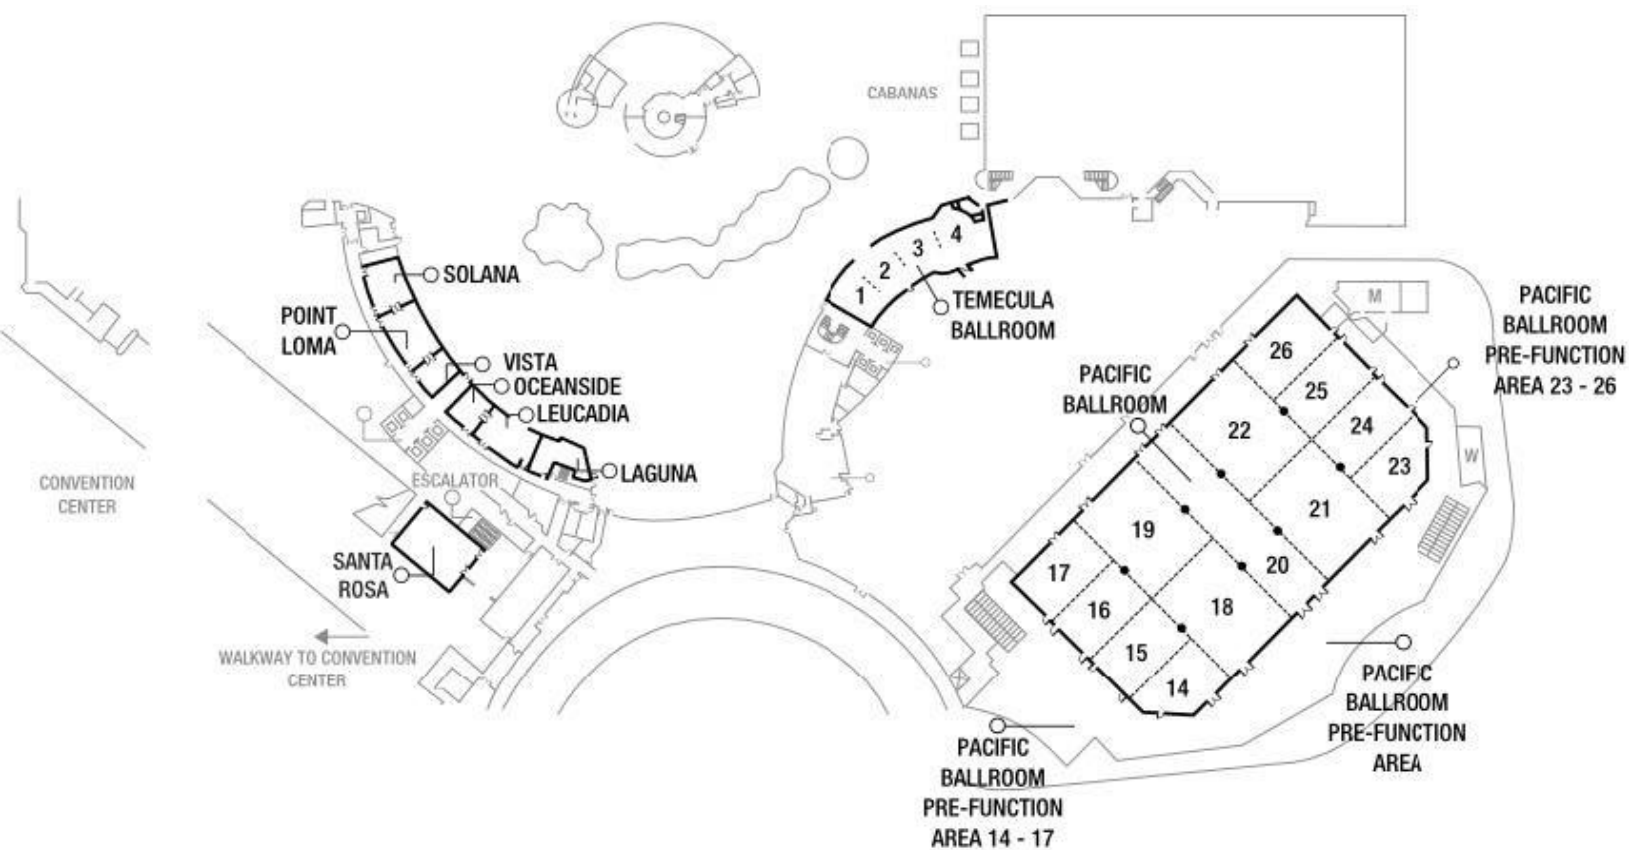 CABANAS
SOLANA
POINT
LOMA
VISTA
OCEANSIDE
LEUCADIA
LAGUNA
ESCALATOR
CONVENTION
CENTER
SANTA
ROSA
WALKWAY TO CONVENTION
CENTER
1
2
3
4
TEMECULA
BALLROOM
PACIFIC
BALLROOM
M
W
PACIFIC
BALLROOM
PRE-FUNCTION
AREA 23 - 26
26
25
24
23
22
21
20
19
18
17
16
15
14
PACIFIC
BALLROOM
PRE-FUNCTION
AREA
PACIFIC
BALLROOM
PRE-FUNCTION
AREA 14 - 17